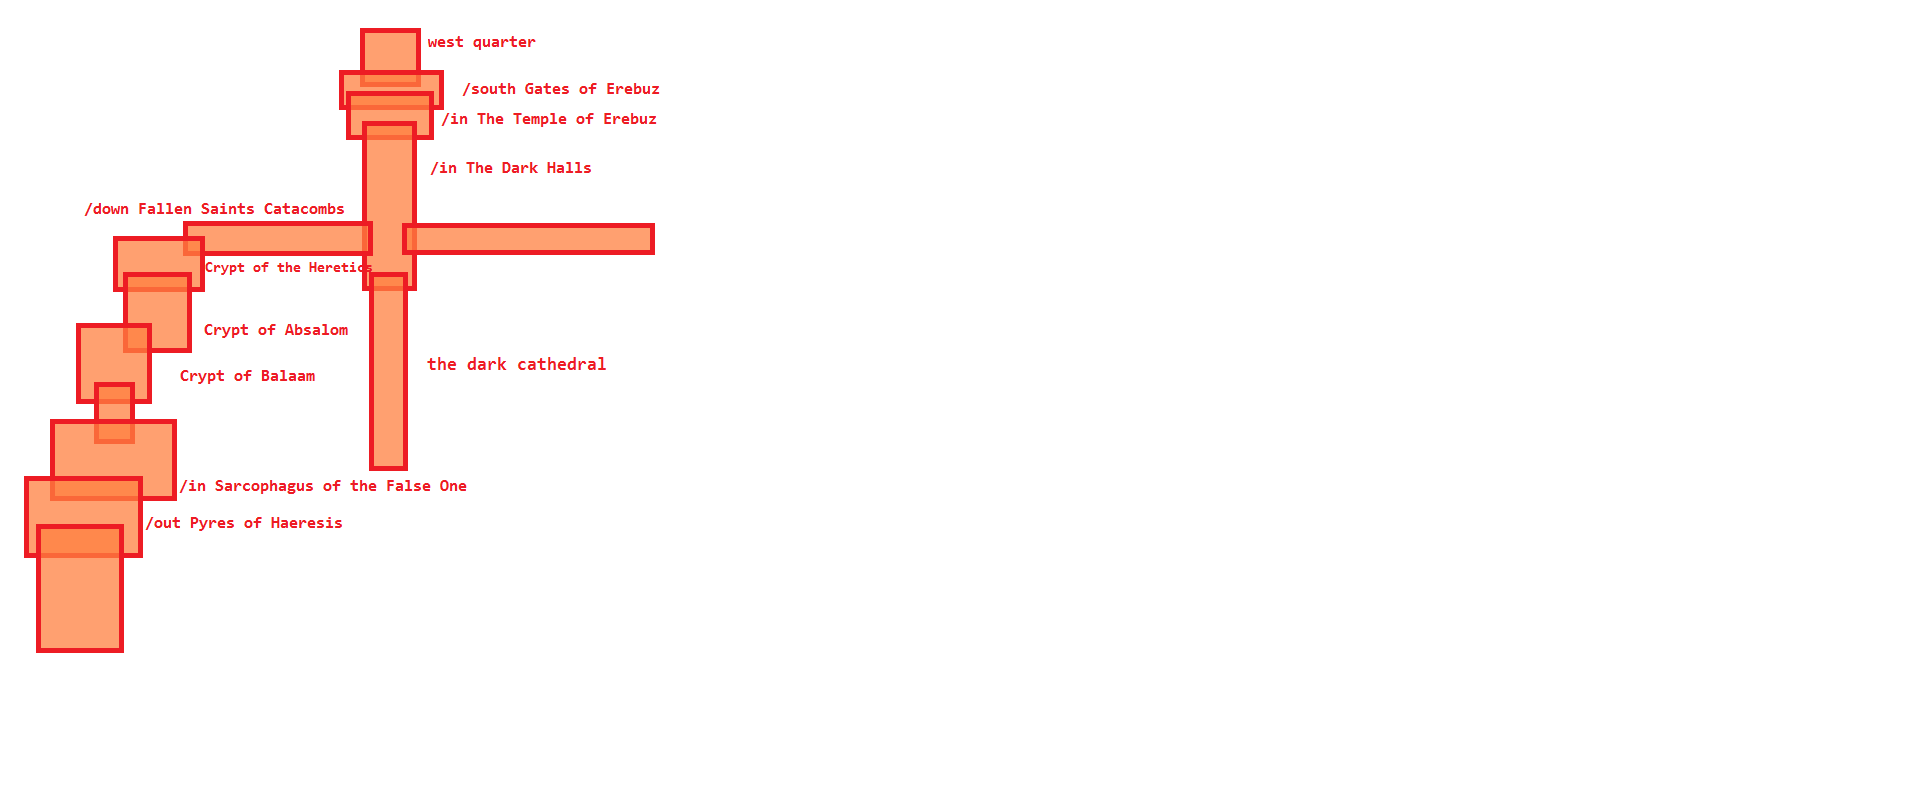 west quarter
/south Gates of Erebuz
/in The Temple of Erebuz
/in The Dark Halls
/down Fallen Saints Catacombs
Crypt of the Heretics
Crypt of Absalom
the dark cathedral
Crypt of Balaam
/in Sarcophagus of the False One
/out Pyres of Haeresis